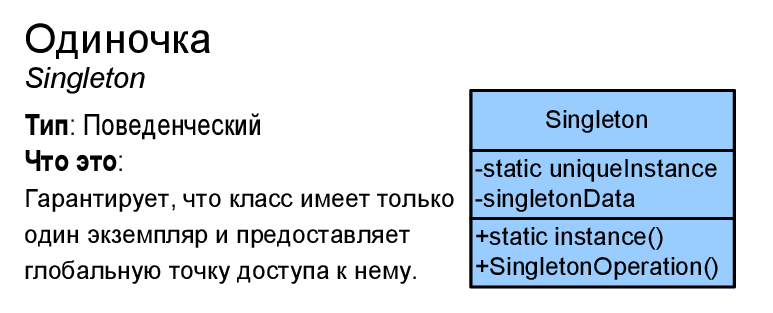 Одиночка
Singleton
Тип: Поведенческий
Что это:
Гарантирует, что класс имеет только
один экземпляр и предоставляет
глобальную точку доступа к нему.
Singleton
-static uniqueInstance
-singletonData
+static instance()
+SingletonOperation()